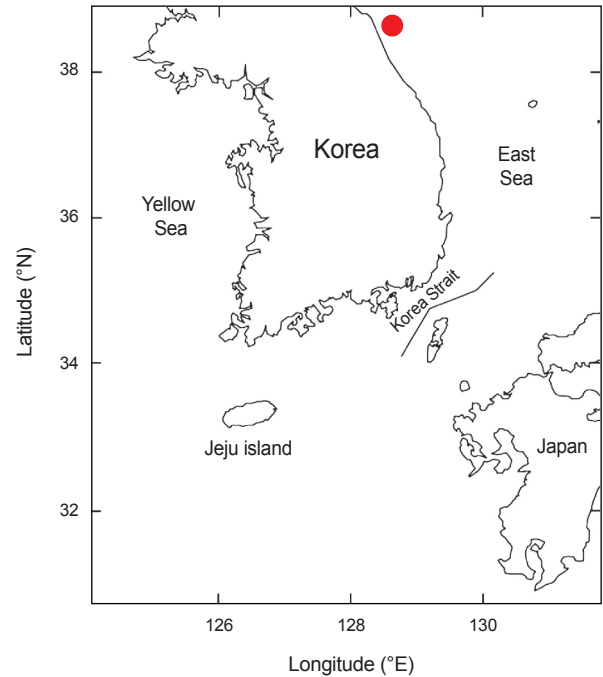 38
36
34
32
Latitude (°N)
Korea
East
Sea
Yellow
Sea
Korea Strait
Jeju island
Japan
126
128
130
Longitude (°E)